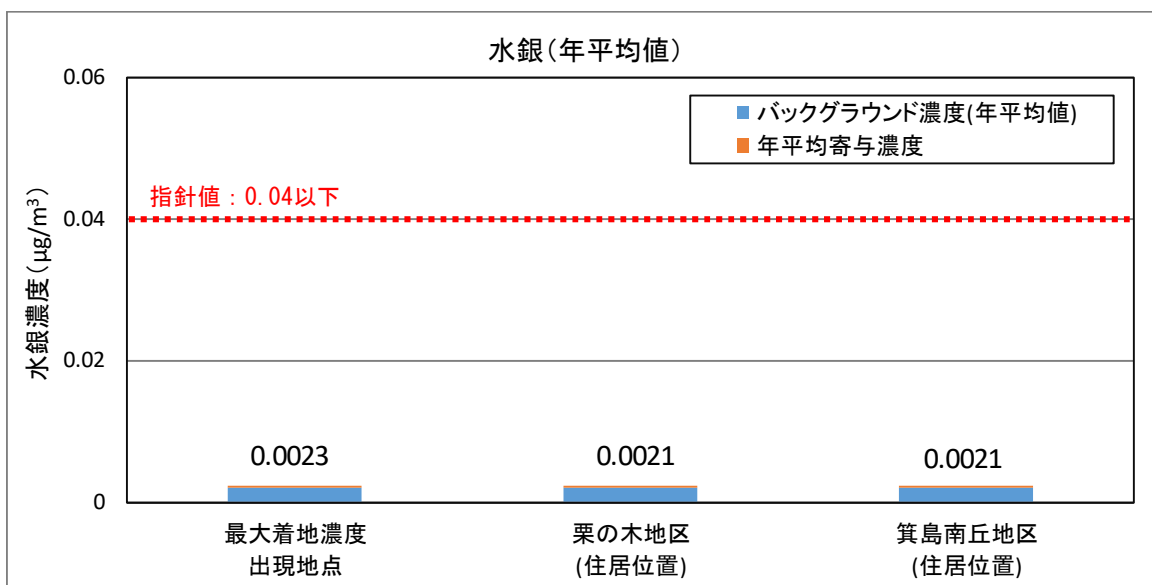 水銀(年平均値)
0.06
バックグラウンド濃度(年平均値)
年平均寄与濃度
指針値：0.04以下
0.04
水銀濃度(μg/m³)
0.02
0.0023
0.0021
0.0021
0
最大着地濃度
出現地点
栗の木地区
(住居位置)
箕島南丘地区
(住居位置)